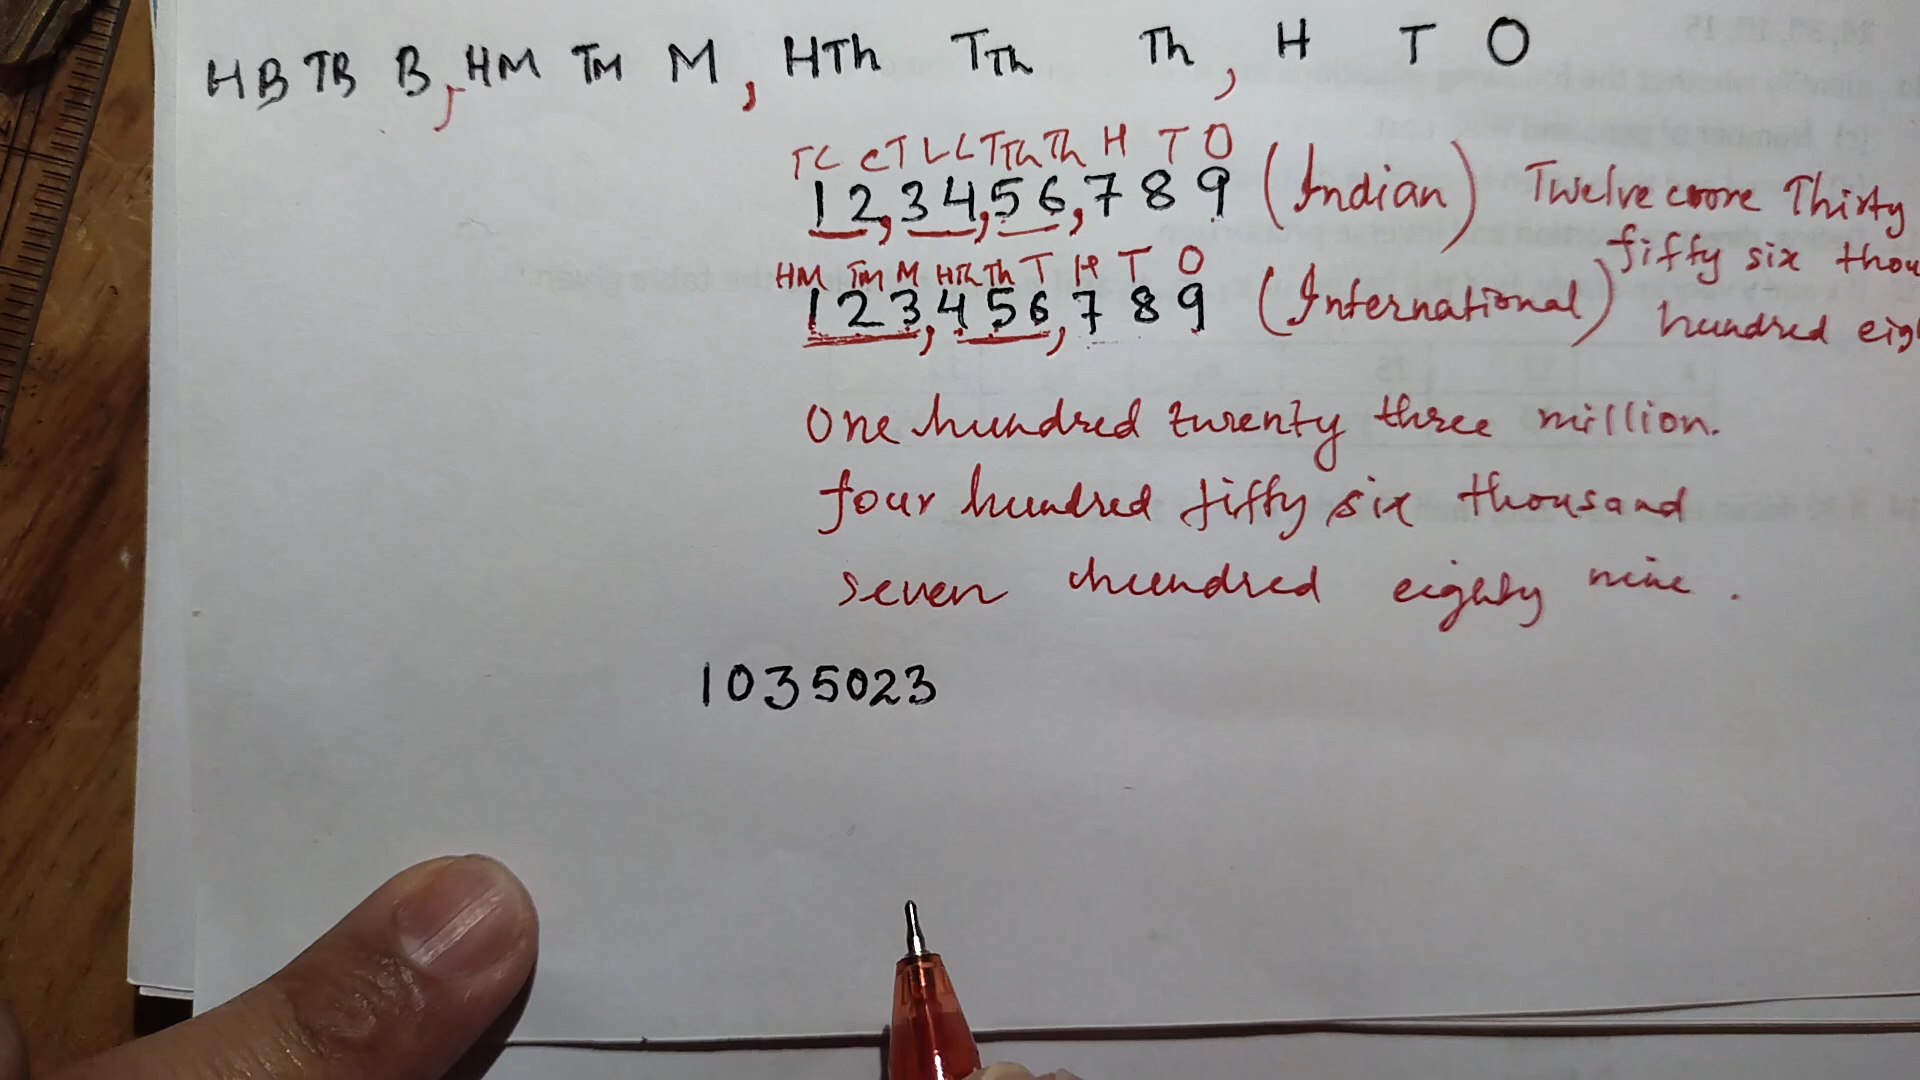 HB TB B, HM TM M, HTh TTh Th, H T O
TC C TL L TTh Th H T O
12,34,56,789 (Indian) Twelve crore Thirty
fifty six thou
HM TM M HTh Th T H T O
123,456,789 (International) hundred eig
One hundred twenty three million.
four hundred fifty six thousand
seven hundred eighty nine.
1035023